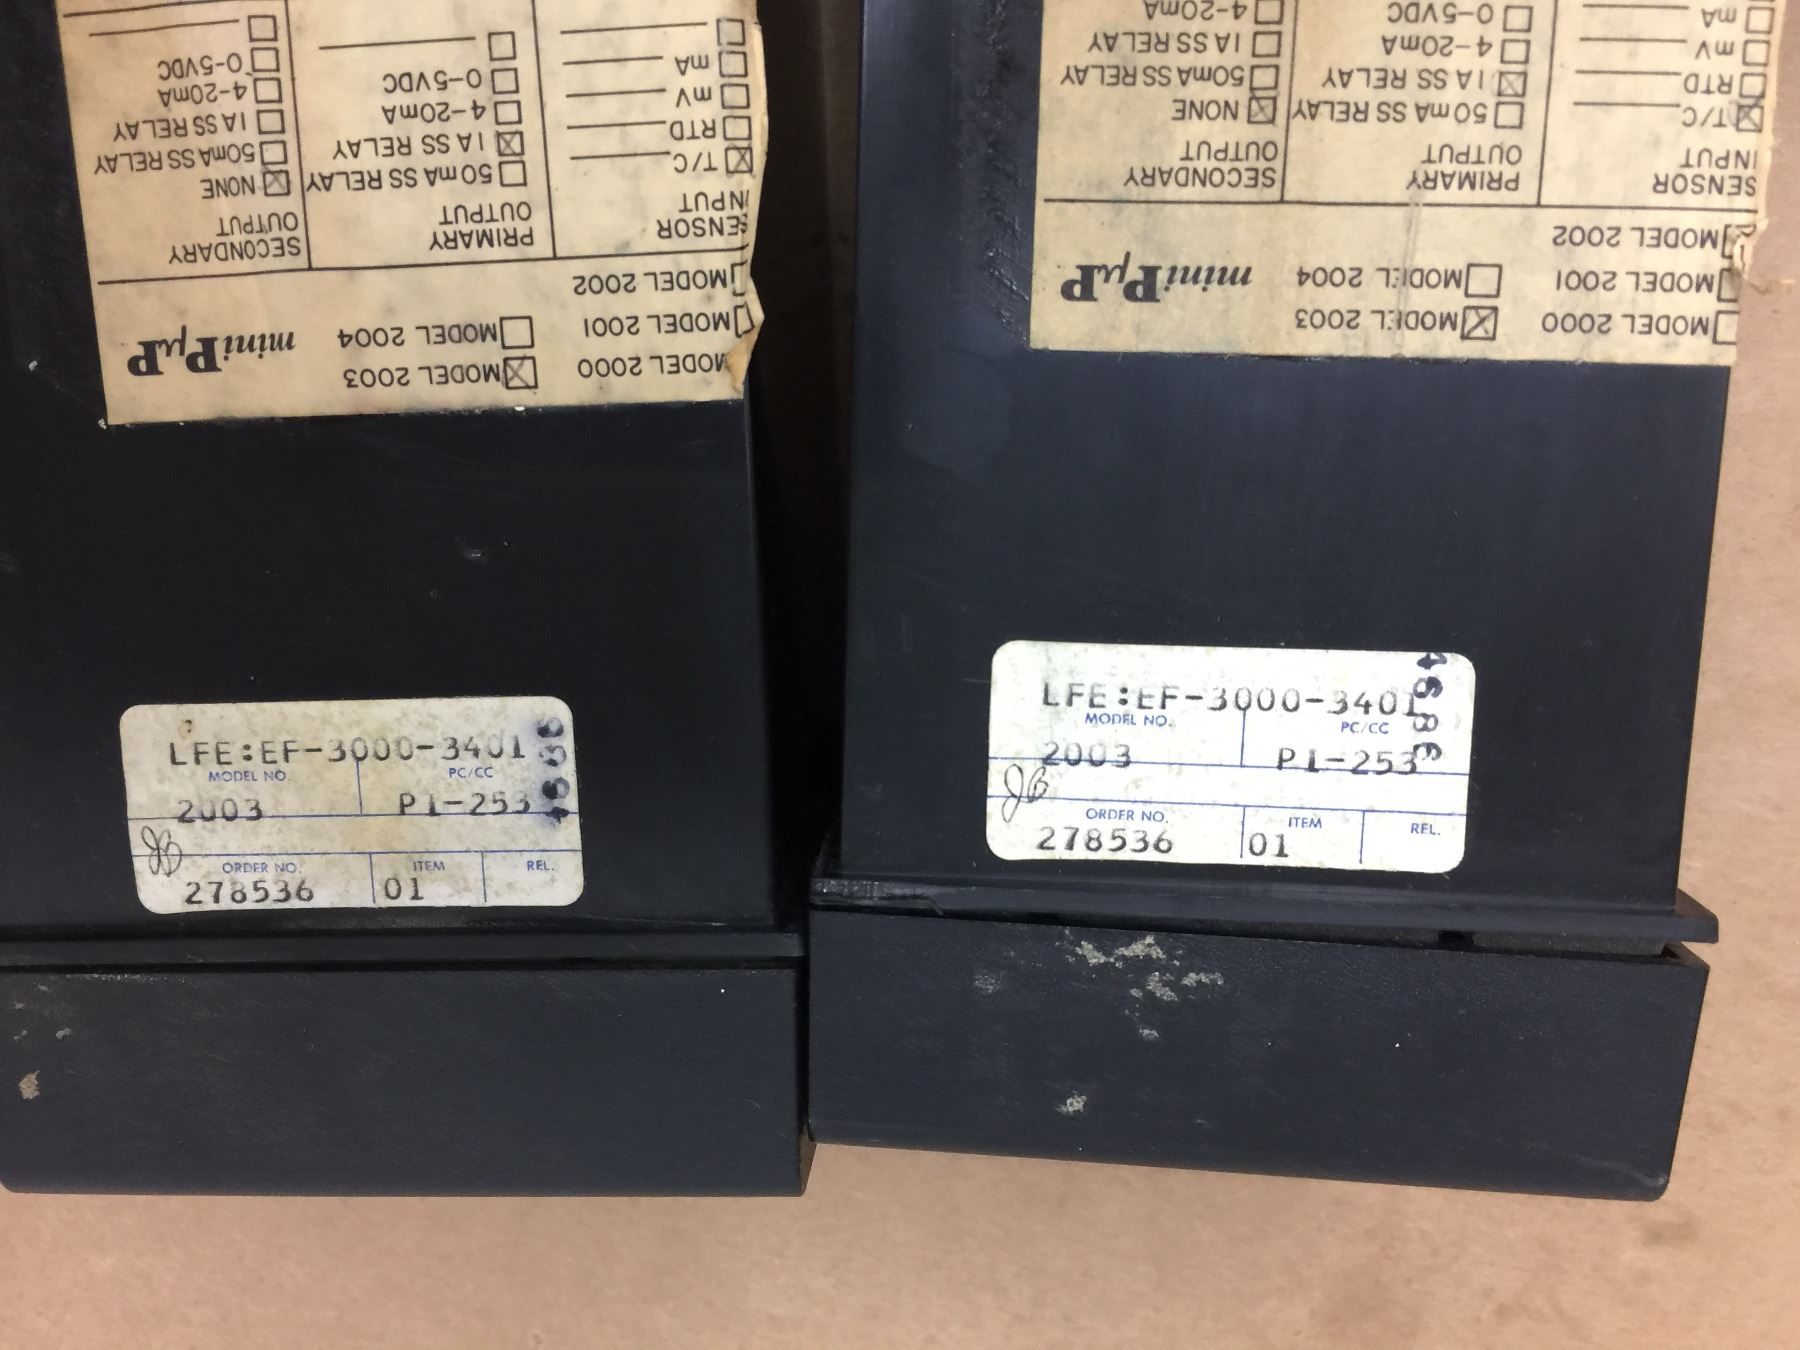 MODEL 2000
MODEL 2003
MODEL 2001
MODEL 2004
miniPµP
MODEL 2002
SENSOR INPUT
PRIMARY OUTPUT
SECONDARY OUTPUT
T/C
50mA SS RELAY
NONE
RTD
1A SS RELAY
50mA SS RELAY
mV
4-20mA
1A SS RELAY
mA
0-5VDC
4-20mA
0-5VDC
LFE:EF-3000-3401
MODEL NO.
PC/CC
2003
P1-253
JB
ORDER NO.
ITEM
REL.
278536
01
MODEL 2000
MODEL 2003
MODEL 2001
MODEL 2004
miniPµP
MODEL 2002
SENSOR INPUT
PRIMARY OUTPUT
SECONDARY OUTPUT
T/C
50mA SS RELAY
NONE
RTD
1A SS RELAY
50mA SS RELAY
mV
4-20mA
1A SS RELAY
mA
0-5VDC
4-20mA
LFE:EF-3000-3401
MODEL NO.
PC/CC
2003
P1-253
JB
ORDER NO.
ITEM
REL.
278536
01